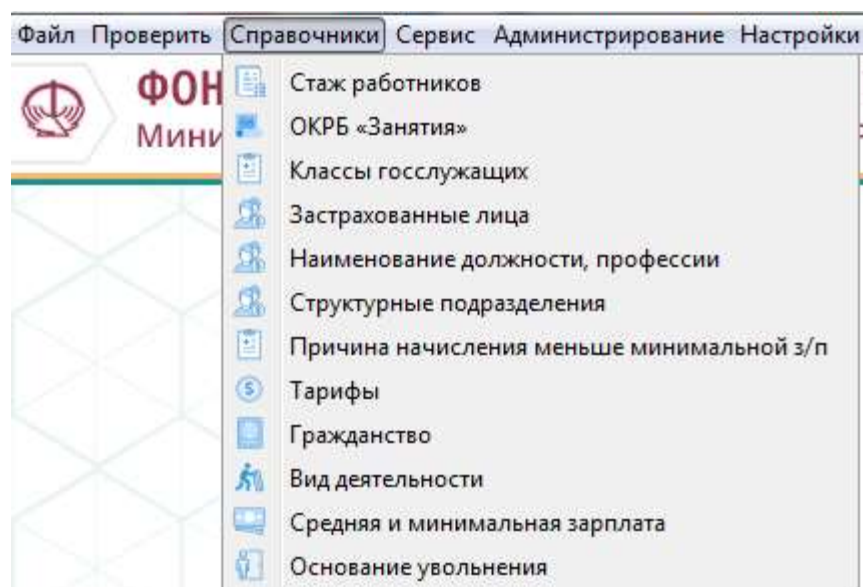 Файл Проверить Справочники Сервис Администрирование Настройки
ФОН
Мини
Стаж работников
ОКРБ «Занятия»
Классы госслужащих
Застрахованные лица
Наименование должности, профессии
Структурные подразделения
Причина начисления меньше минимальной з/п
Тарифы
Гражданство
Вид деятельности
Средняя и минимальная зарплата
Основание увольнения